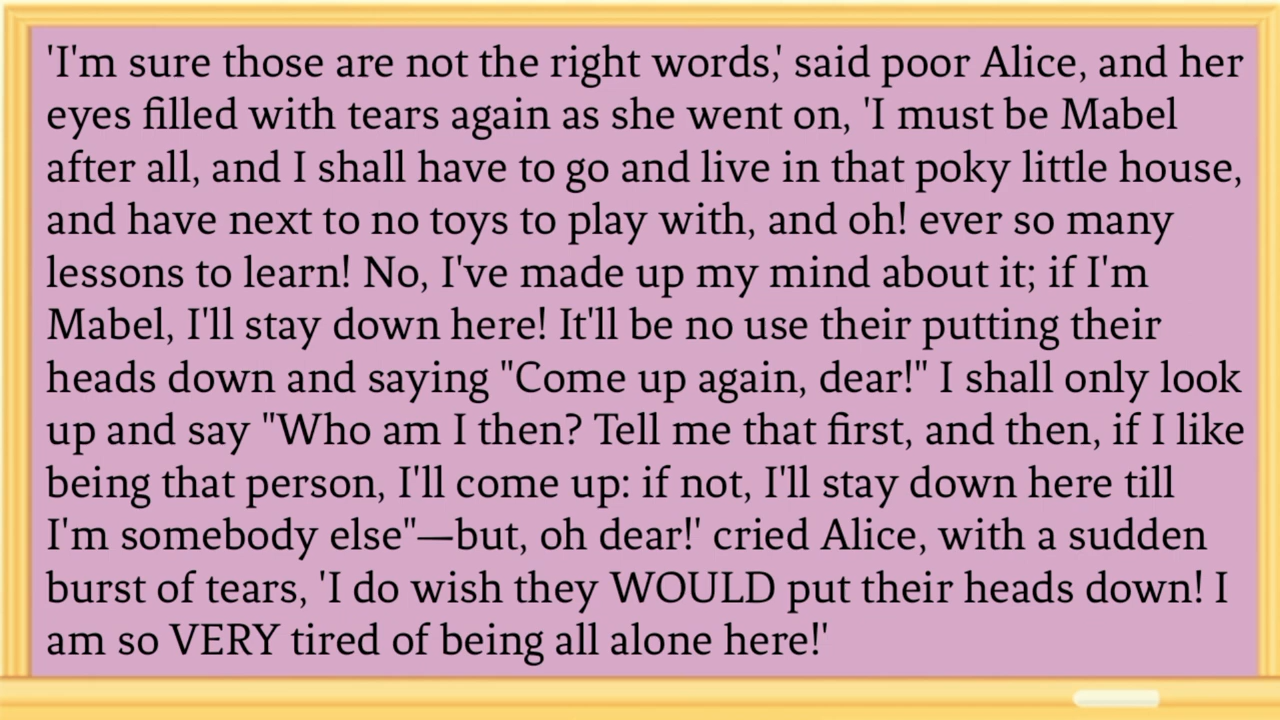 'I'm sure those are not the right words,' said poor Alice, and her
eyes filled with tears again as she went on, 'I must be Mabel
after all, and I shall have to go and live in that poky little house,
and have next to no toys to play with, and oh! ever so many
lessons to learn! No, I've made up my mind about it; if I'm
Mabel, I'll stay down here! It'll be no use their putting their
heads down and saying "Come up again, dear!" I shall only look
up and say "Who am I then? Tell me that first, and then, if I like
being that person, I'll come up: if not, I'll stay down here till
I'm somebody else"—but, oh dear!' cried Alice, with a sudden
burst of tears, 'I do wish they WOULD put their heads down! I
am so VERY tired of being all alone here!'